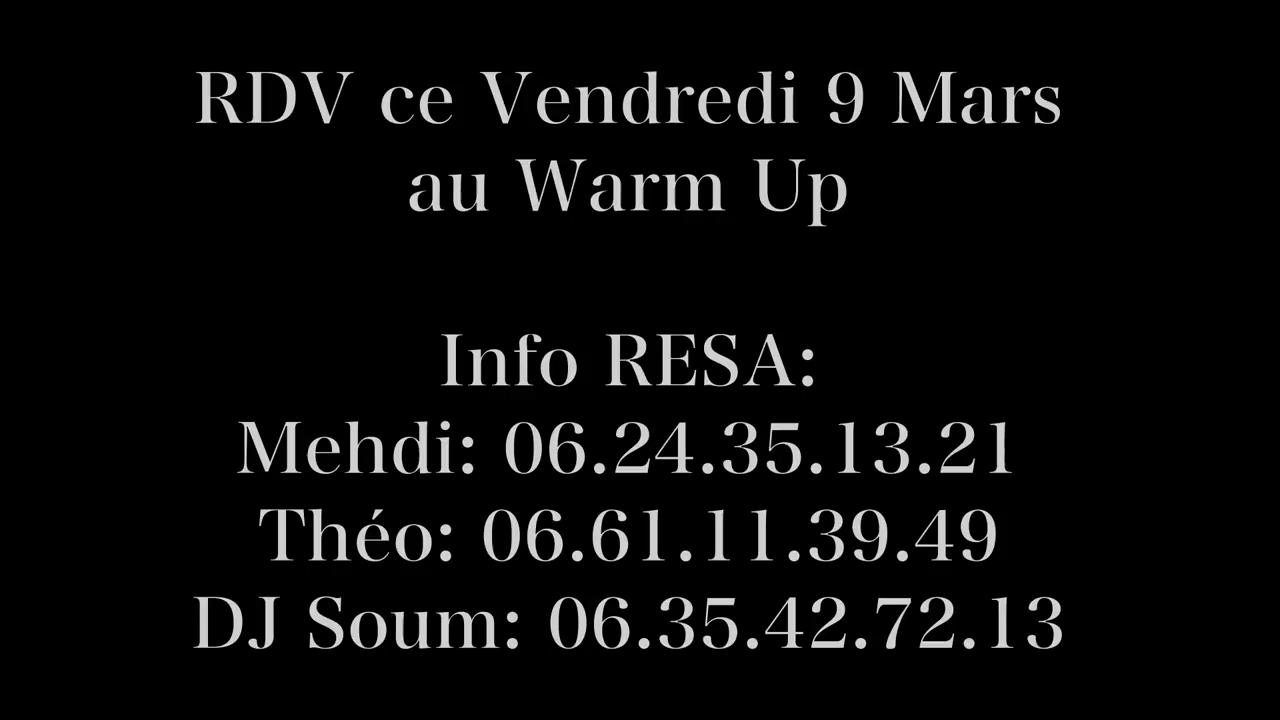 RDV ce Vendredi 9 Mars
au Warm Up
Info RESA:
Mehdi: 06.24.35.13.21
Théo: 06.61.11.39.49
DJ Soum: 06.35.42.72.13